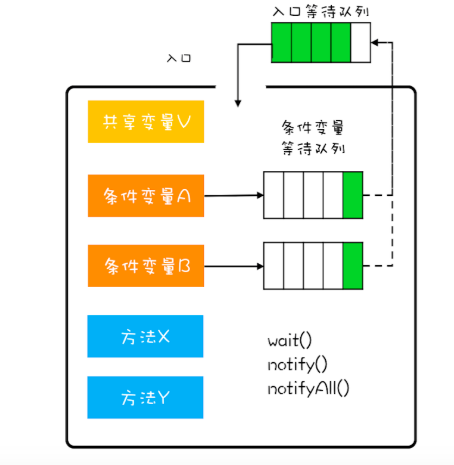 入口等待队列
入口
共享变量V
条件变量
等待队列
条件变量A
条件变量B
方法X
方法Y
wait()
notify()
notifyAll()